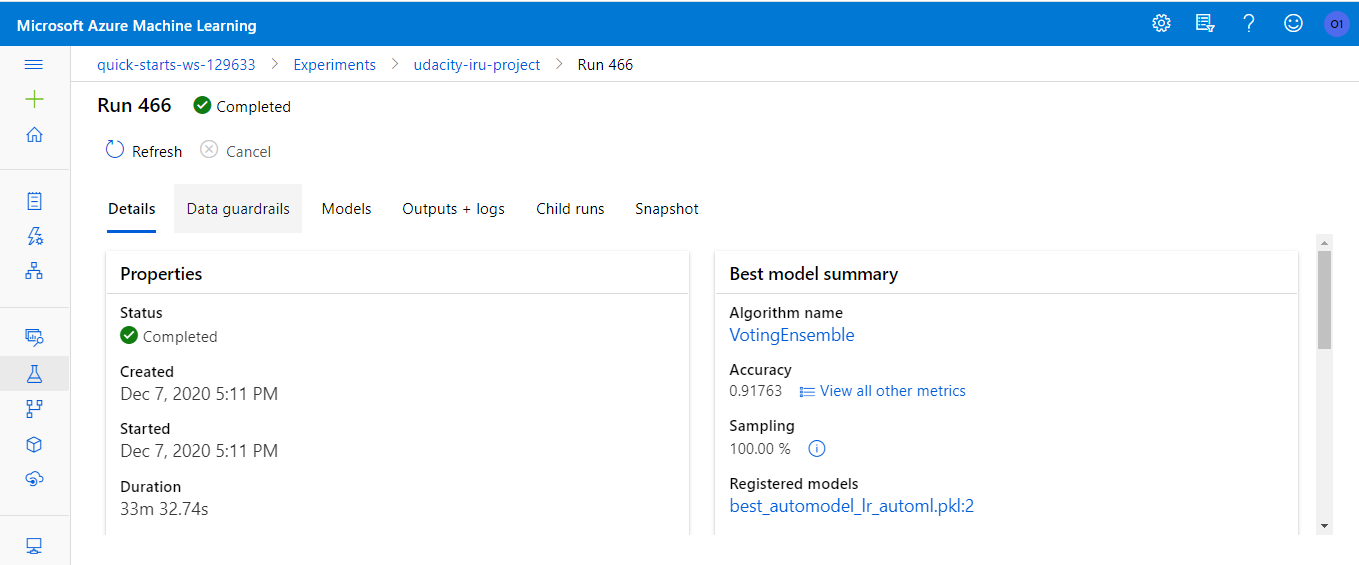 Microsoft Azure Machine Learning
O1
quick-starts-ws-129633 > Experiments > udacity-iru-project > Run 466
Run 466 Completed
Refresh Cancel
Details Data guardrails Models Outputs + logs Child runs Snapshot
Properties
Status
Completed
Created
Dec 7, 2020 5:11 PM
Started
Dec 7, 2020 5:11 PM
Duration
33m 32.74s
Best model summary
Algorithm name
VotingEnsemble
Accuracy
0.91763 View all other metrics
Sampling
100.00 %
Registered models
best_automodel_lr_automl.pkl:2